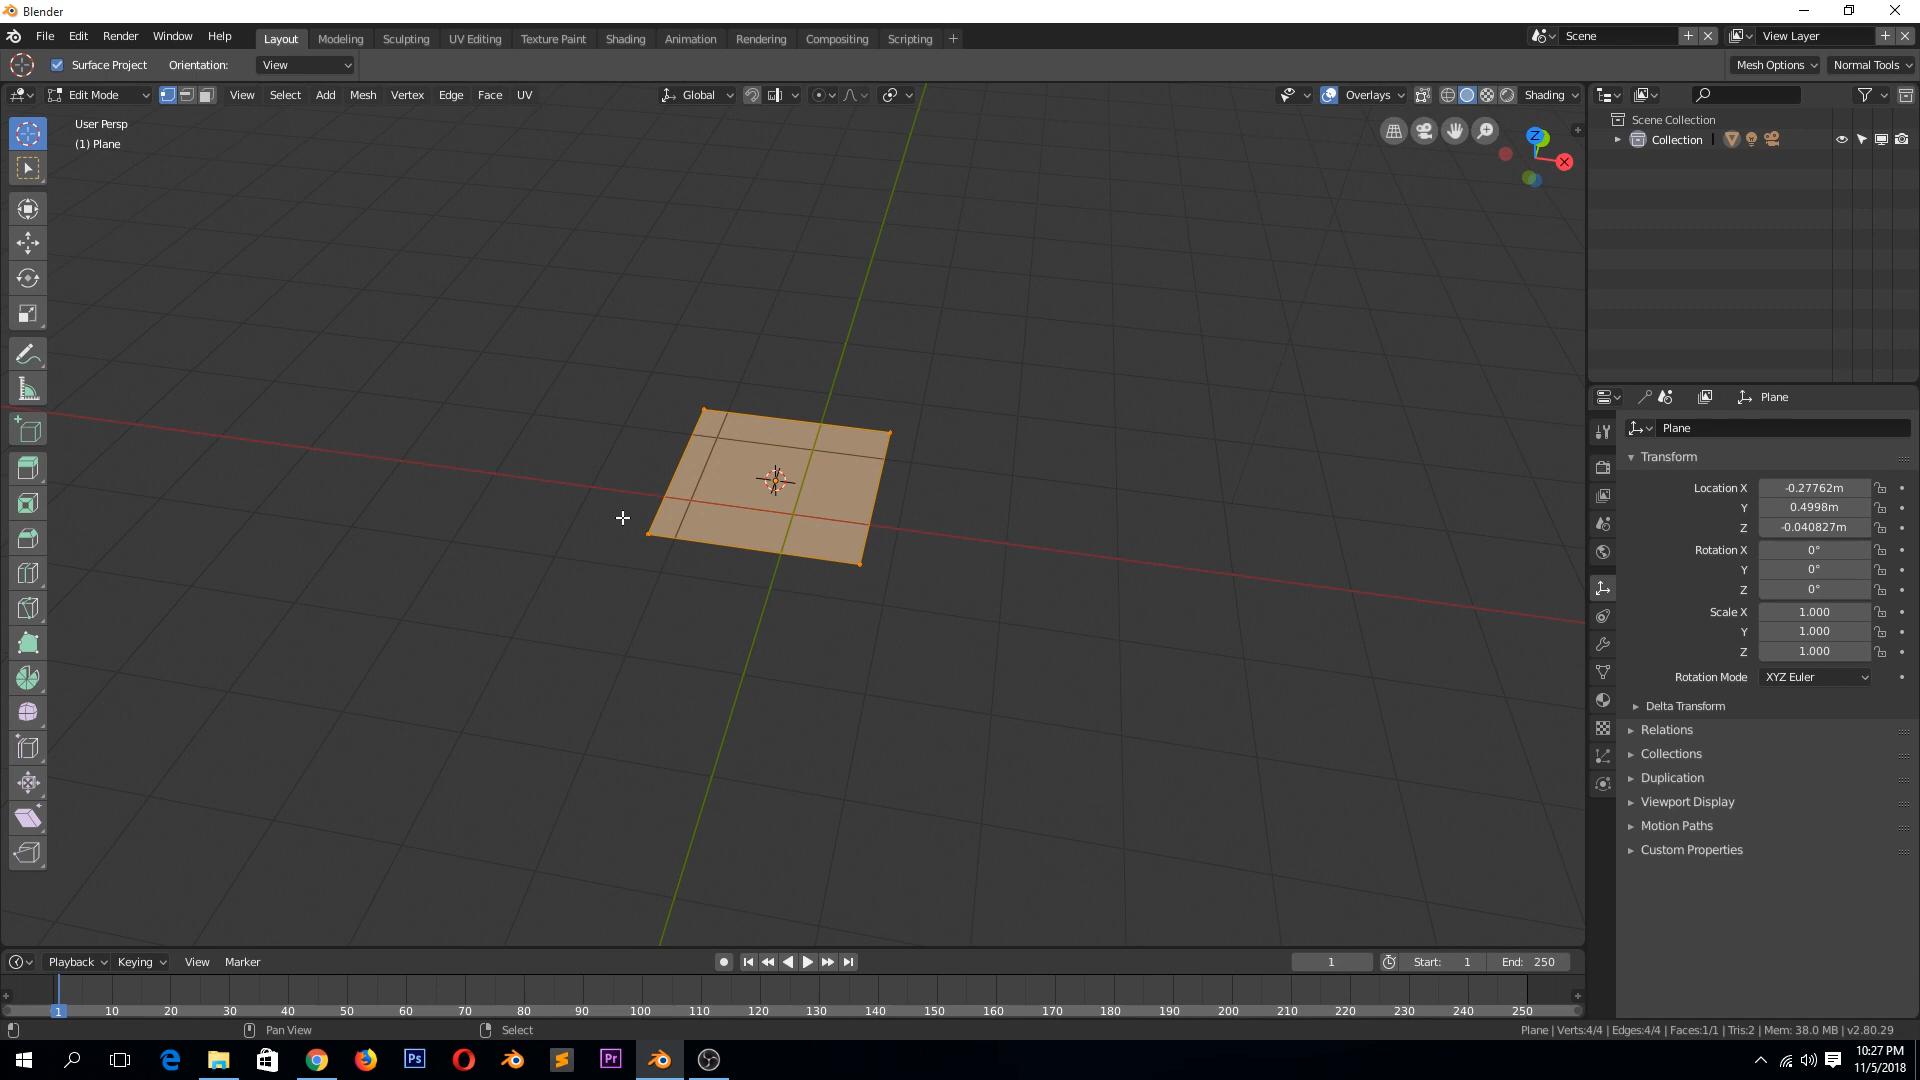 Blender
File Edit Render Window Help Layout Modeling Sculpting UV Editing Texture Paint Shading Animation Rendering Compositing Scripting + Scene View Layer
Surface Project Orientation: View Mesh Options Normal Tools
Edit Mode View Select Add Mesh Vertex Edge Face UV Global Overlays Shading
User Persp
(1) Plane
Z
X
Scene Collection
Collection
Plane
Plane
Transform
Location X -0.27762m
Y 0.4998m
Z -0.040827m
Rotation X 0°
Y 0°
Z 0°
Scale X 1.000
Y 1.000
Z 1.000
Rotation Mode XYZ Euler
Delta Transform
Relations
Collections
Duplication
Viewport Display
Motion Paths
Custom Properties
Playback Keying View Marker 1 Start: 1 End: 250
1 10 20 30 40 50 60 70 80 90 100 110 120 130 140 150 160 170 180 190 200 210 220 230 240 250
Pan View Select Plane | Verts:4/4 | Edges:4/4 | Faces:1/1 | Tris:2 | Mem: 38.0 MB | v2.80.29
Ps Pr
10:27 PM
11/5/2018